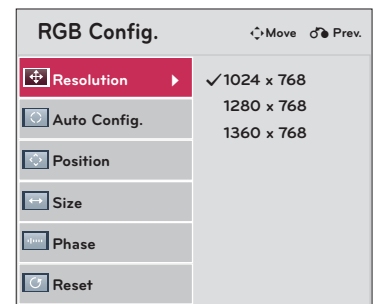 RGB Config.
Move Prev.
Resolution
1024 x 768
1280 x 768
1360 x 768
Auto Config.
Position
Size
Phase
Reset